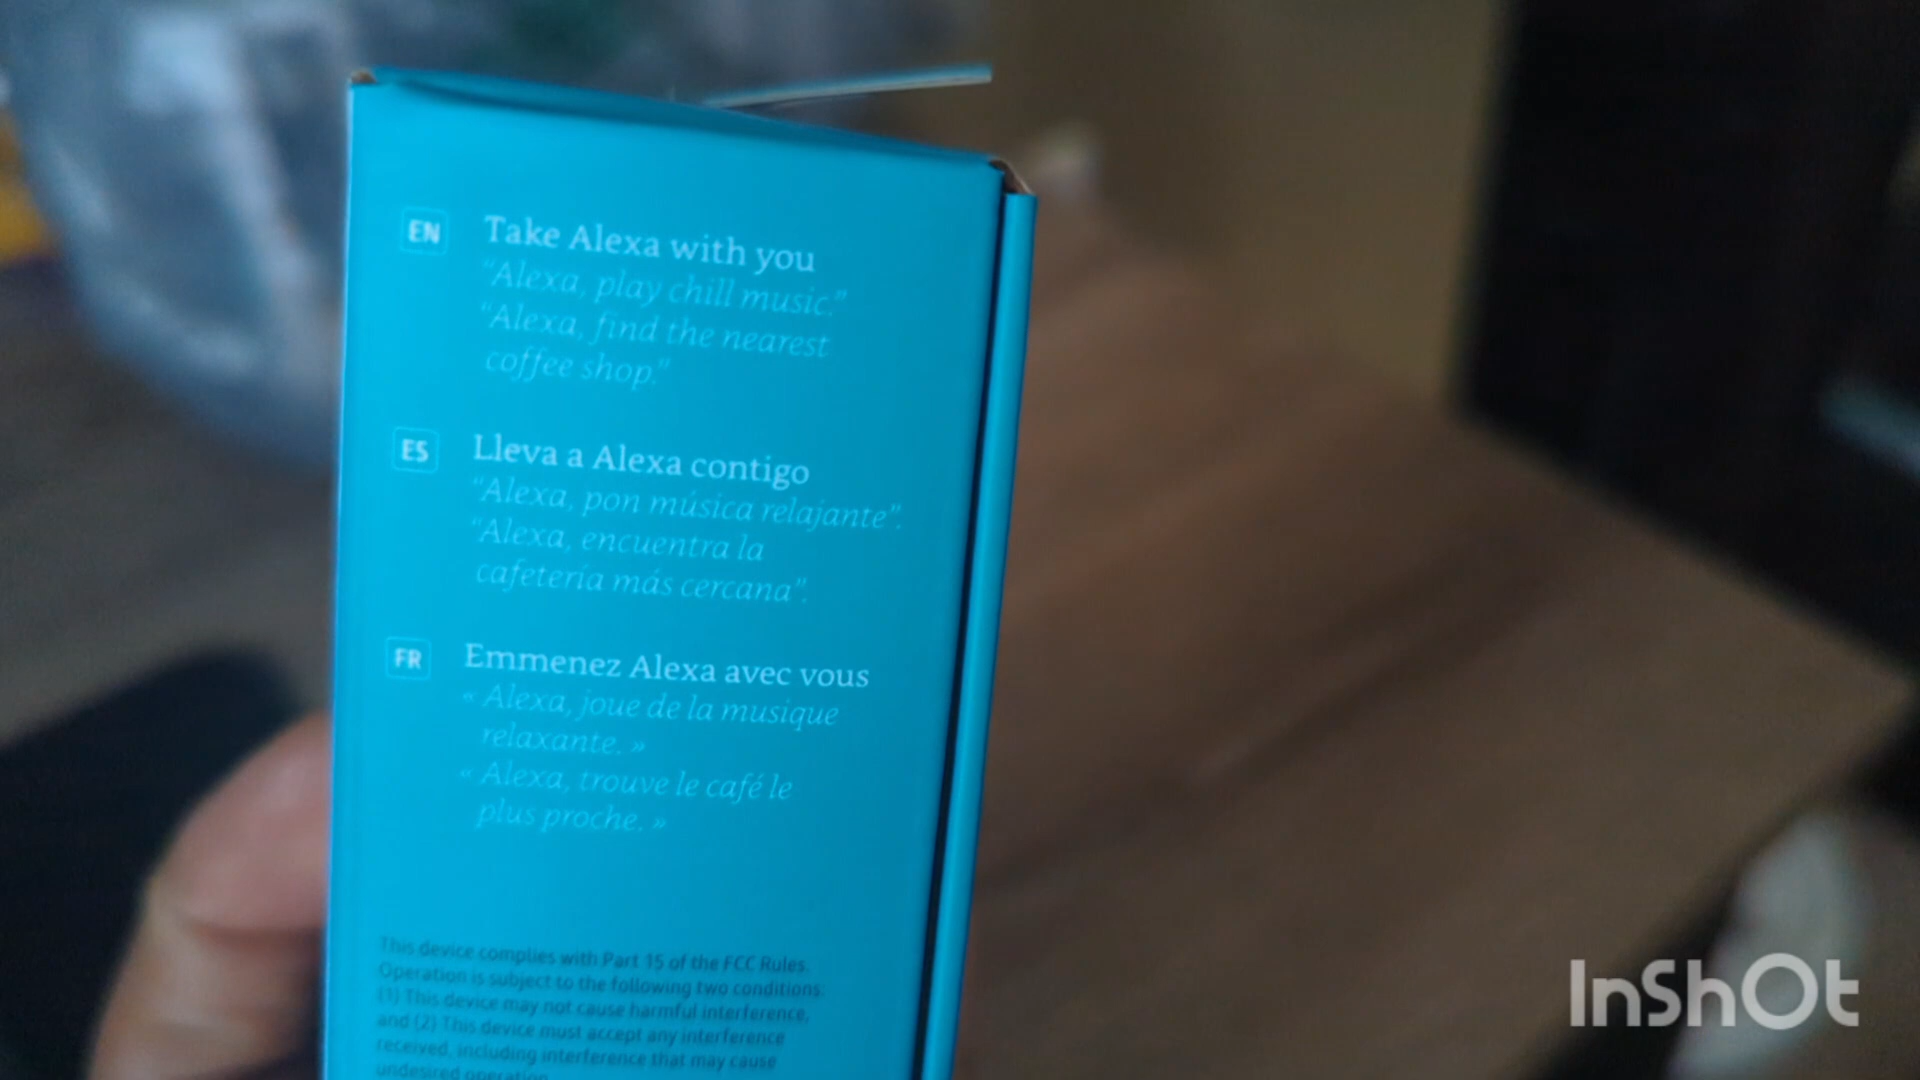 EN
Take Alexa with you
“Alexa, play chill music.”
“Alexa, find the nearest
coffee shop.”
ES
Lleva a Alexa contigo
“Alexa, pon música relajante”.
“Alexa, encuentra la
cafetería más cercana”.
FR
Emmenez Alexa avec vous
« Alexa, joue de la musique
relaxante. »
« Alexa, trouve le café le
plus proche. »
This device complies with Part 15 of the FCC Rules.
Operation is subject to the following two conditions:
(1) This device may not cause harmful interference,
and (2) This device must accept any interference
received, including interference that may cause
undesired operation
InShOt